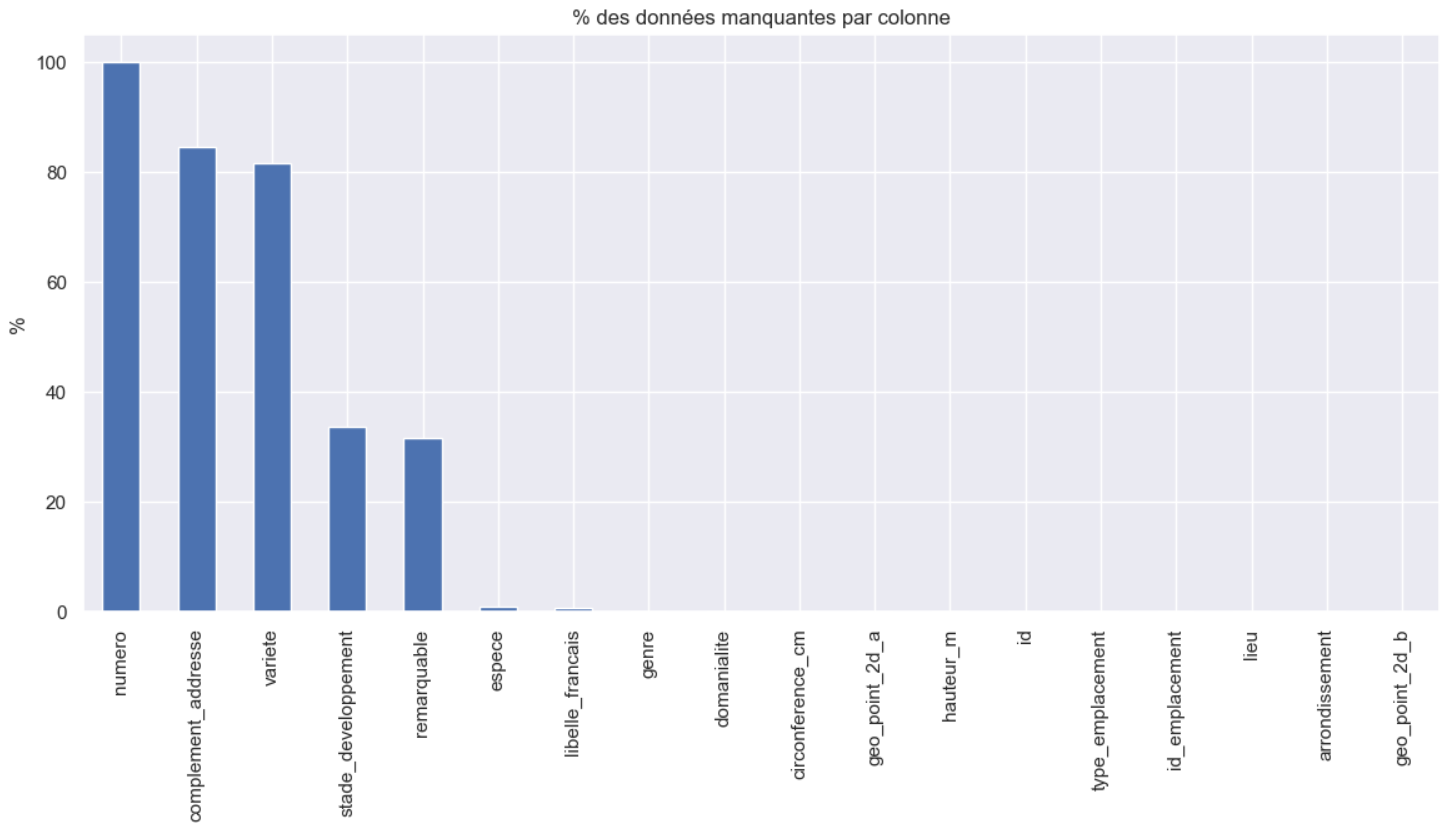 % des données manquantes par colonne
%
100
80
60
40
20
0
numero
complement_addresse
variete
stade_developpement
remarquable
espece
libelle_francais
genre
domanialite
circonference_cm
geo_point_2d_a
hauteur_m
id
type_emplacement
id_emplacement
lieu
arrondissement
geo_point_2d_b